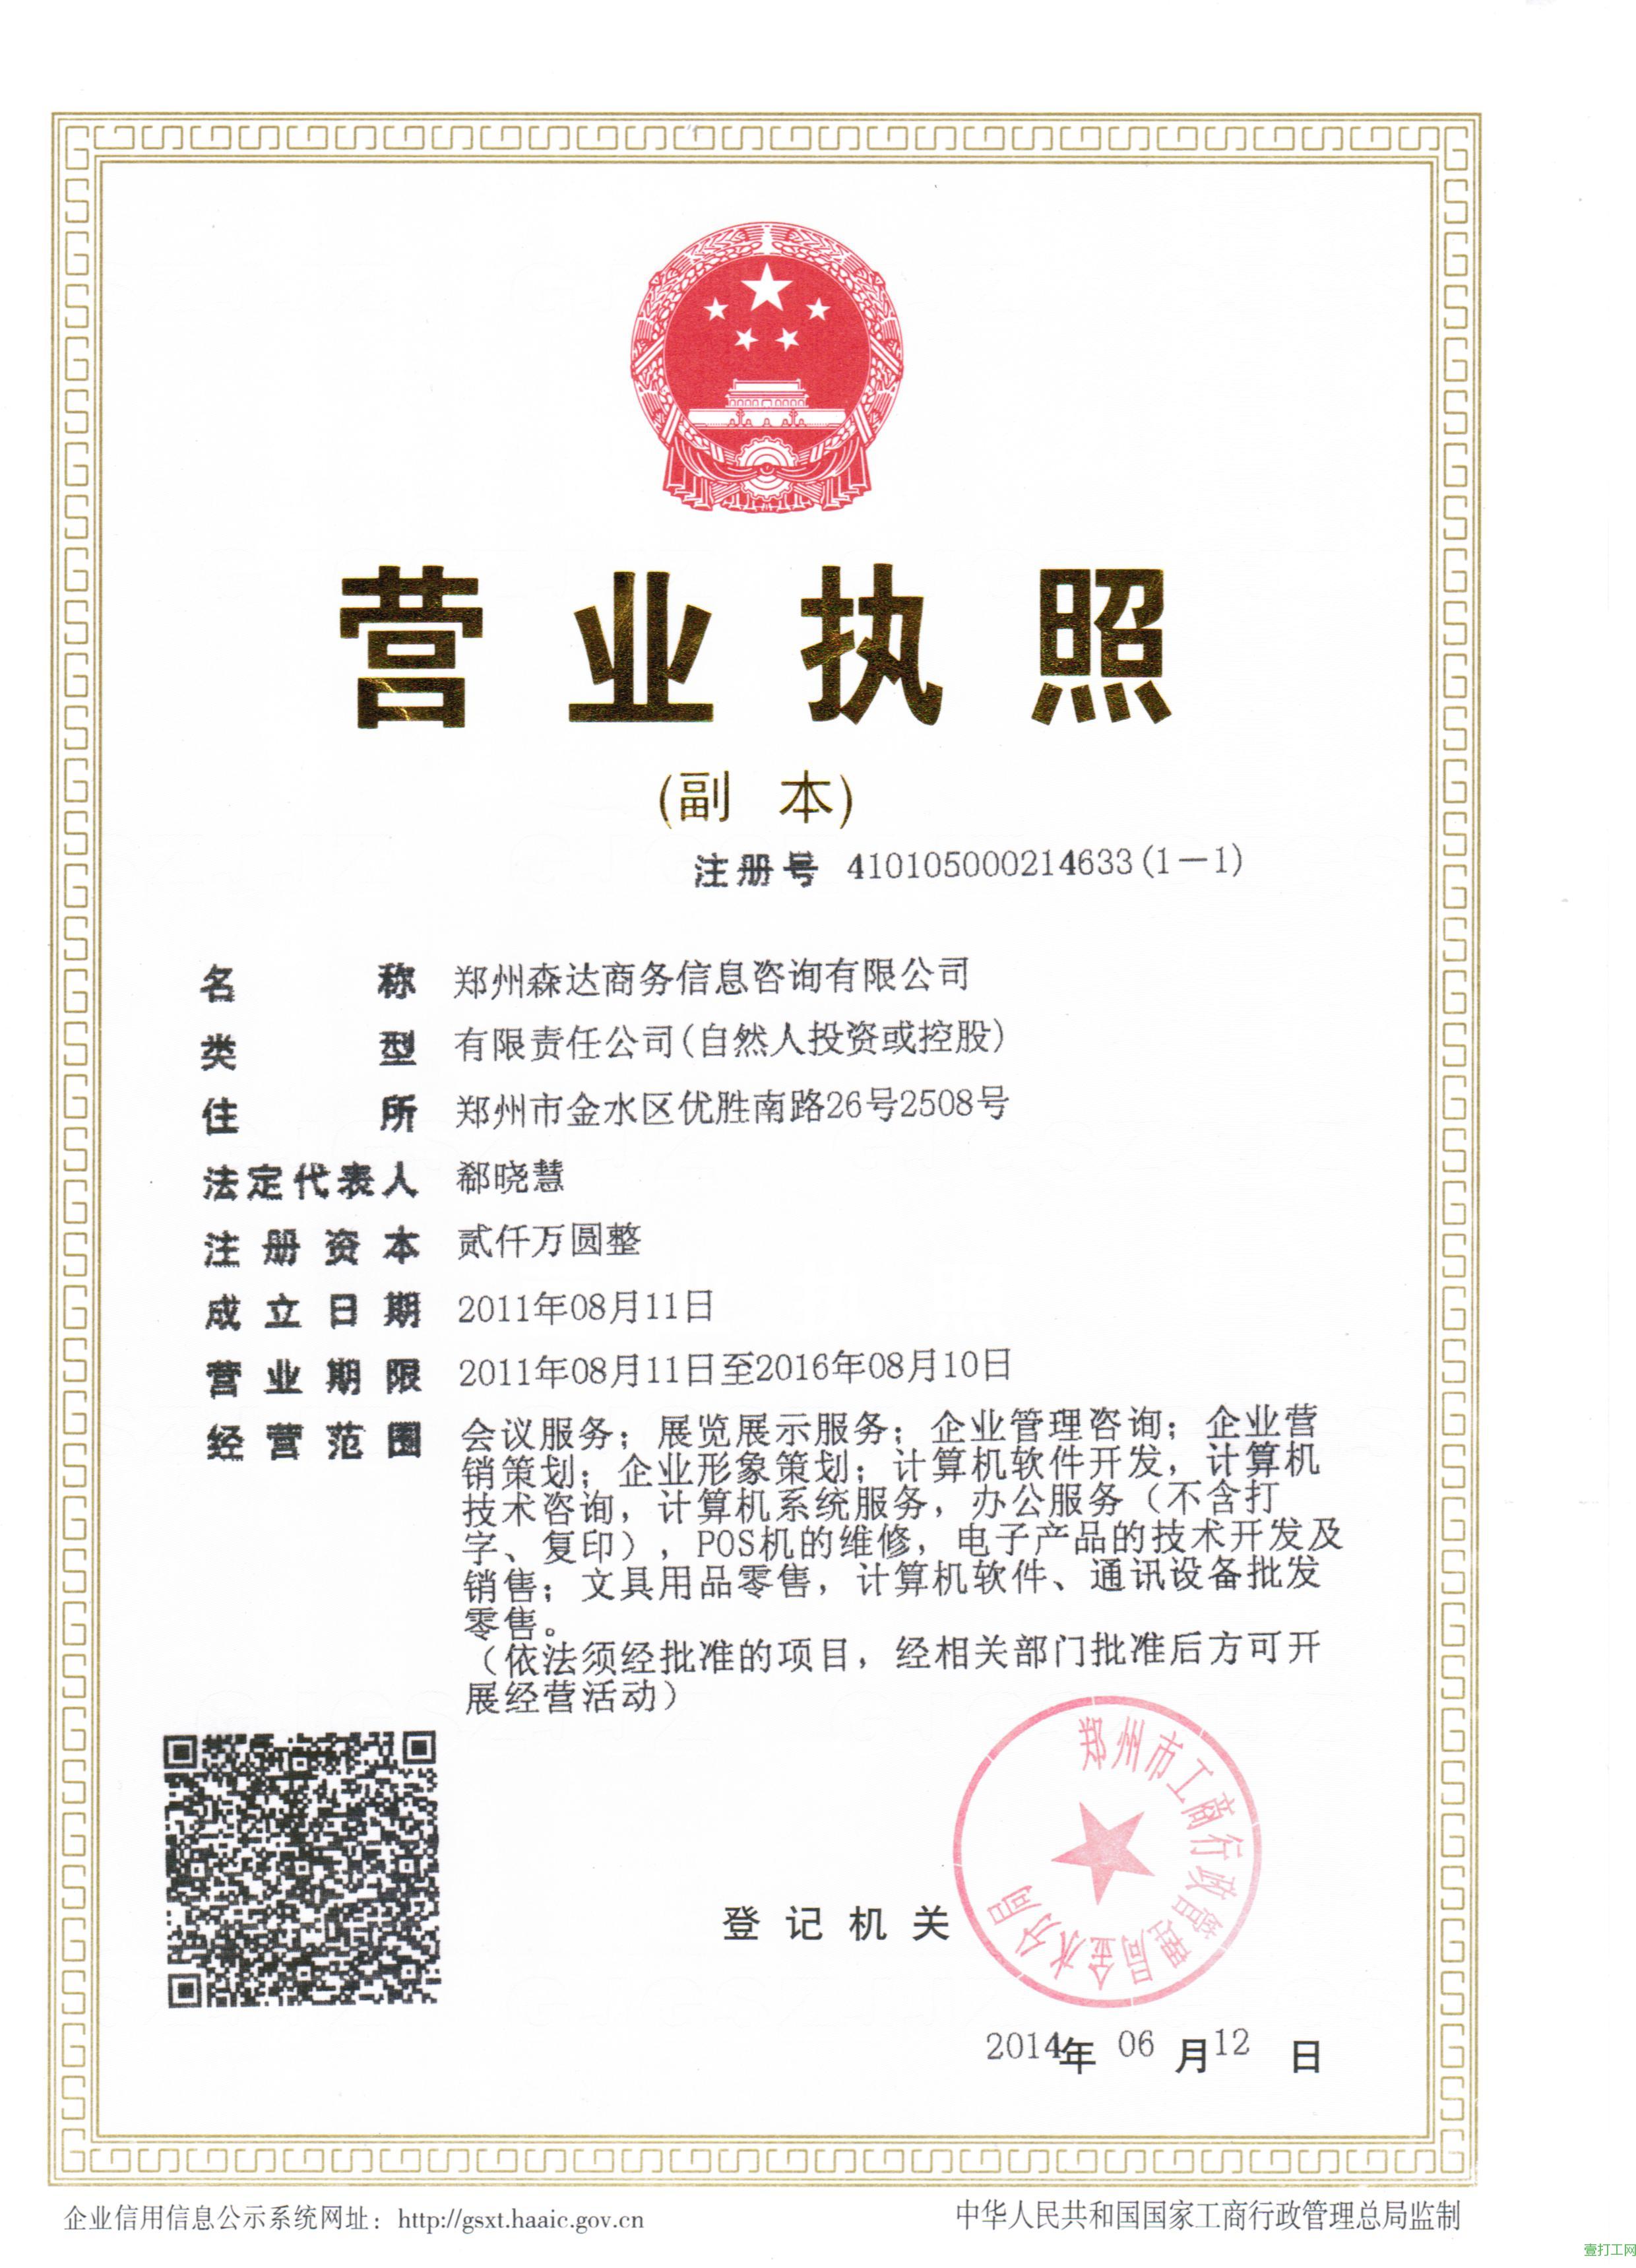 营业执照
(副 本)
注册号 410105000214633(1-1)
名称 郑州森达商务信息咨询有限公司
类型 有限责任公司(自然人投资或控股)
住所 郑州市金水区优胜南路26号2508号
法定代表人 郗晓慧
注册资本 贰仟万圆整
成立日期 2011年08月11日
营业期限 2011年08月11日至2016年08月10日
经营范围 会议服务；展览展示服务；企业管理咨询；企业营
销策划；企业形象策划；计算机软件开发，计算机
技术咨询，计算机系统服务，办公服务（不含打
字、复印），POS机的维修，电子产品的技术开发及
销售；文具用品零售，计算机软件、通讯设备批发
零售。
（依法须经批准的项目，经相关部门批准后方可开
展经营活动）
郑州市工商行政管理局金水分局
登记机关
2014年 06 月12 日
企业信用信息公示系统网址：http://gsxt.haaic.gov.cn
中华人民共和国国家工商行政管理总局监制
壹打工网